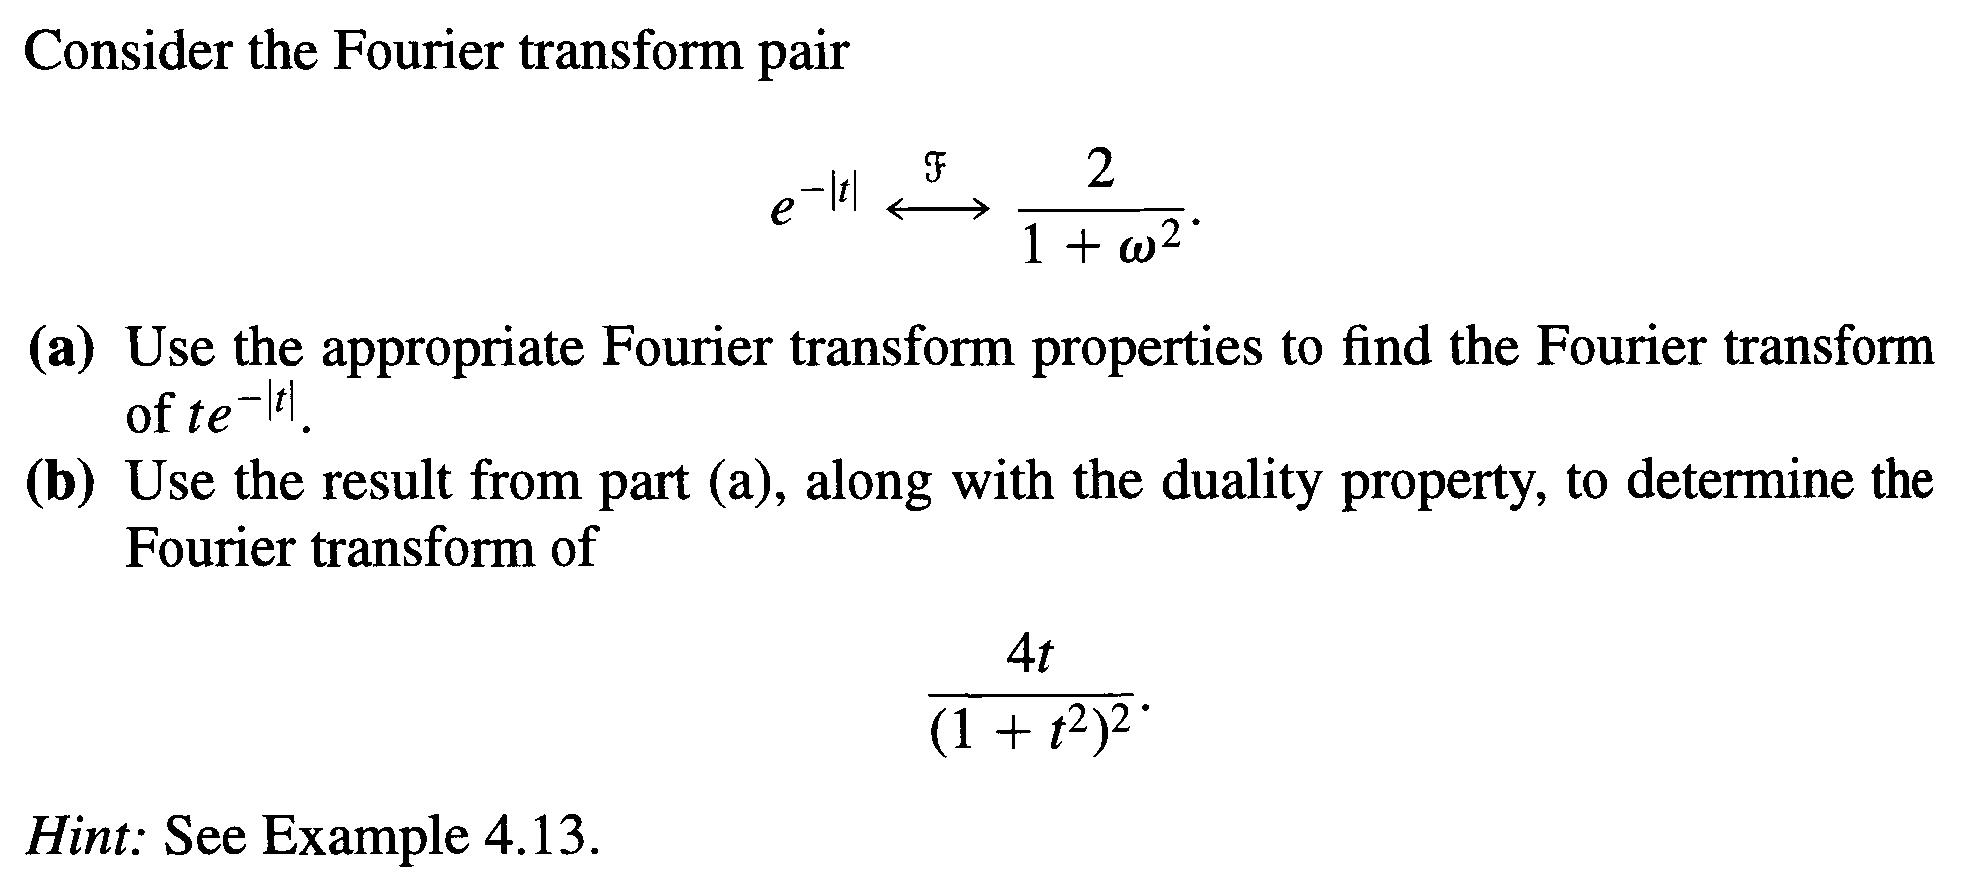 Consider the Fourier transform pair
e^{-|t|} \overset{\mathfrak{F}}{\longleftrightarrow} \frac{2}{1 + \omega^2}.
(a) Use the appropriate Fourier transform properties to find the Fourier transform
of te^{-|t|}.
(b) Use the result from part (a), along with the duality property, to determine the
Fourier transform of
\frac{4t}{(1 + t^2)^2}.
Hint: See Example 4.13.